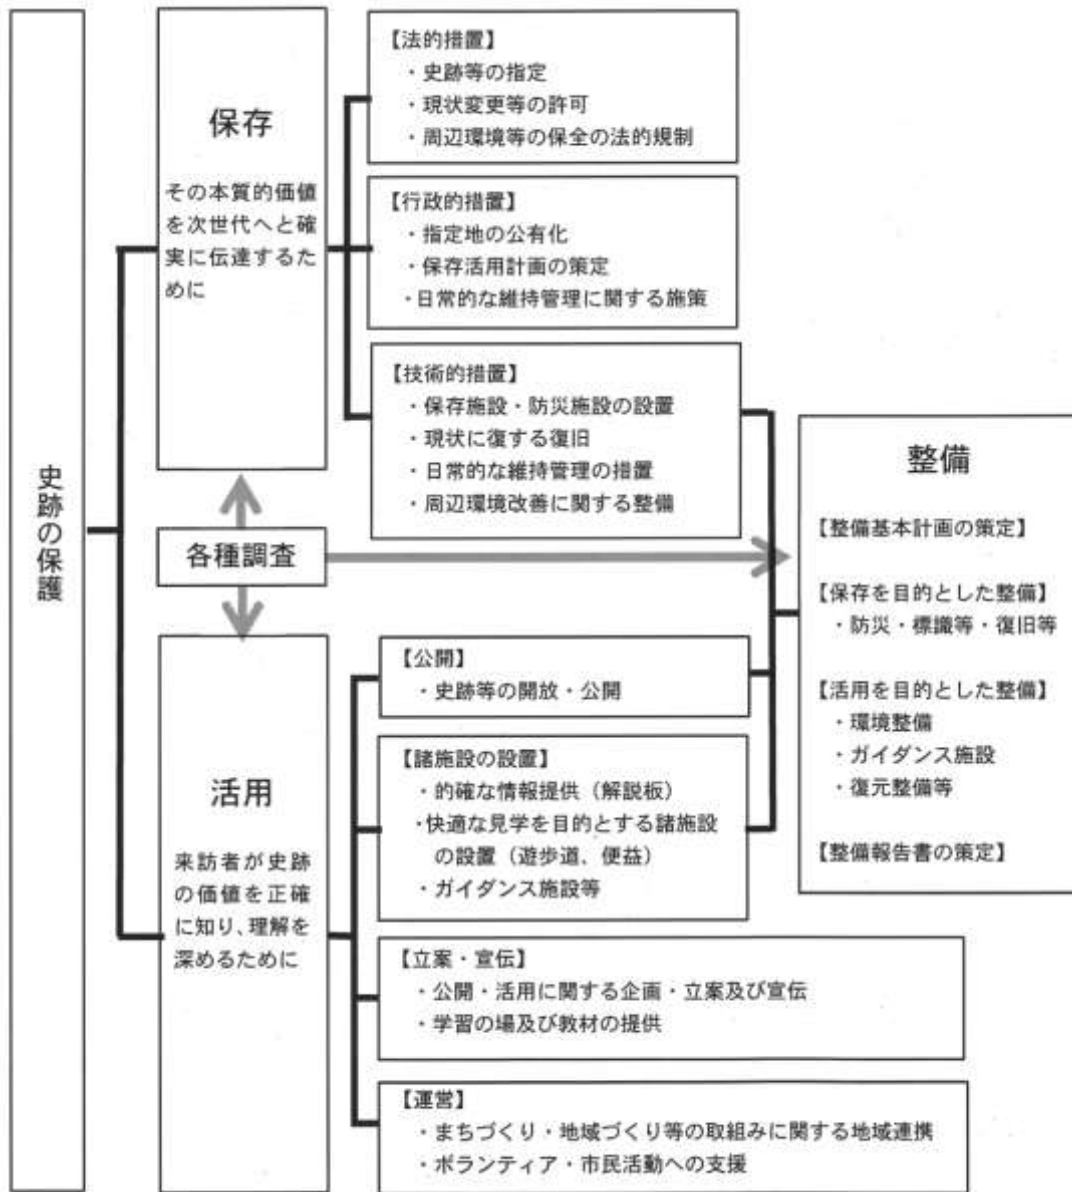 史跡の保護
保存
その本質的価値
を次世代へと確
実に伝達するた
めに
【法的措置】
・史跡等の指定
・現状変更等の許可
・周辺環境等の保全の法的規制
【行政的措置】
・指定地の公有化
・保存活用計画の策定
・日常的な維持管理に関する施策
【技術的措置】
・保存施設・防災施設の設置
・現状に復する復旧
・日常的な維持管理の措置
・周辺環境改善に関する整備
各種調査
活用
来訪者が史跡
の価値を正確
に知り、理解を
深めるために
【公開】
・史跡等の開放・公開
【諸施設の設置】
・的確な情報提供（解説板）
・快適な見学を目的とする諸施設
の設置（遊歩道、便益）
・ガイダンス施設等
【立案・宣伝】
・公開・活用に関する企画・立案及び宣伝
・学習の場及び教材の提供
【運営】
・まちづくり・地域づくり等の取組みに関する地域連携
・ボランティア・市民活動への支援
整備
【整備基本計画の策定】
【保存を目的とした整備】
・防災・標識等・復旧等
【活用を目的とした整備】
・環境整備
・ガイダンス施設
・復元整備等
【整備報告書の策定】